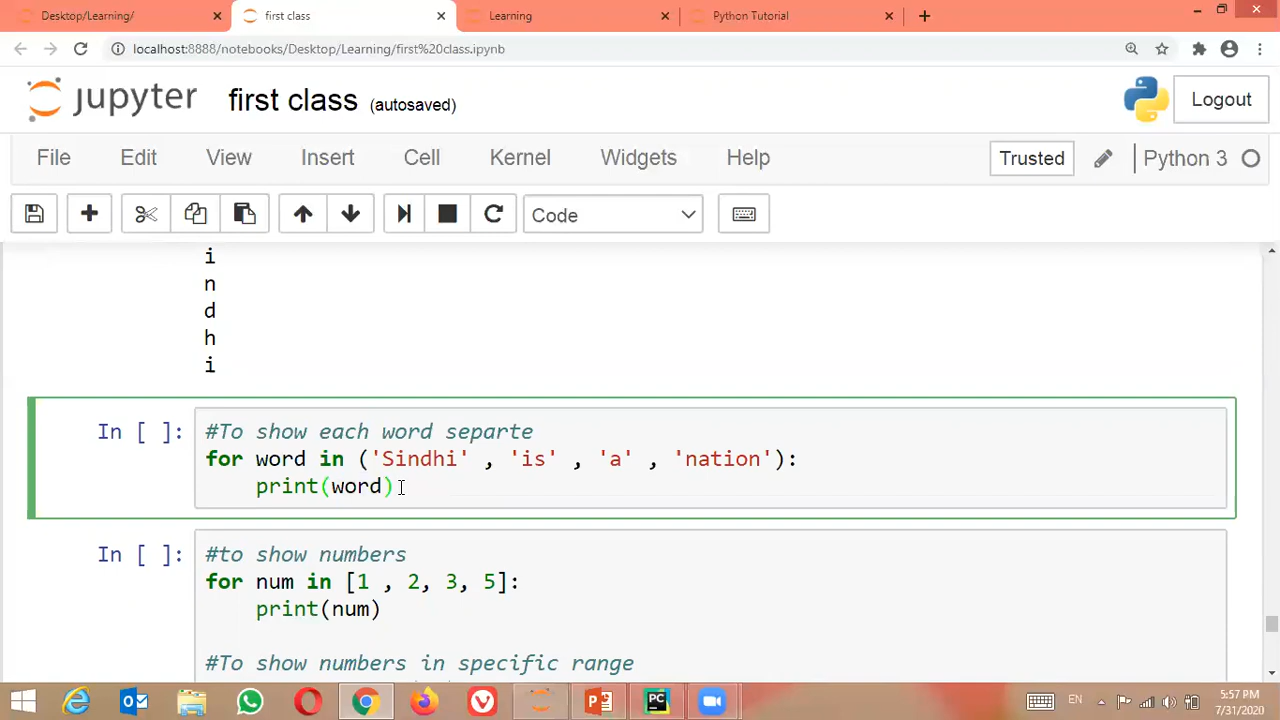 Desktop/Learning/
first class
Learning
Python Tutorial
localhost:8888/notebooks/Desktop/Learning/first%20class.ipynb
jupyter first class (autosaved) Logout
File Edit View Insert Cell Kernel Widgets Help Trusted Python 3
Code
i
n
d
h
i
In [ ]: #To show each word separte
for word in ('Sindhi' , 'is' , 'a' , 'nation'):
print(word)
In [ ]: #to show numbers
for num in [1 , 2, 3, 5]:
print(num)
#To show numbers in specific range
EN
5:57 PM
7/31/2020